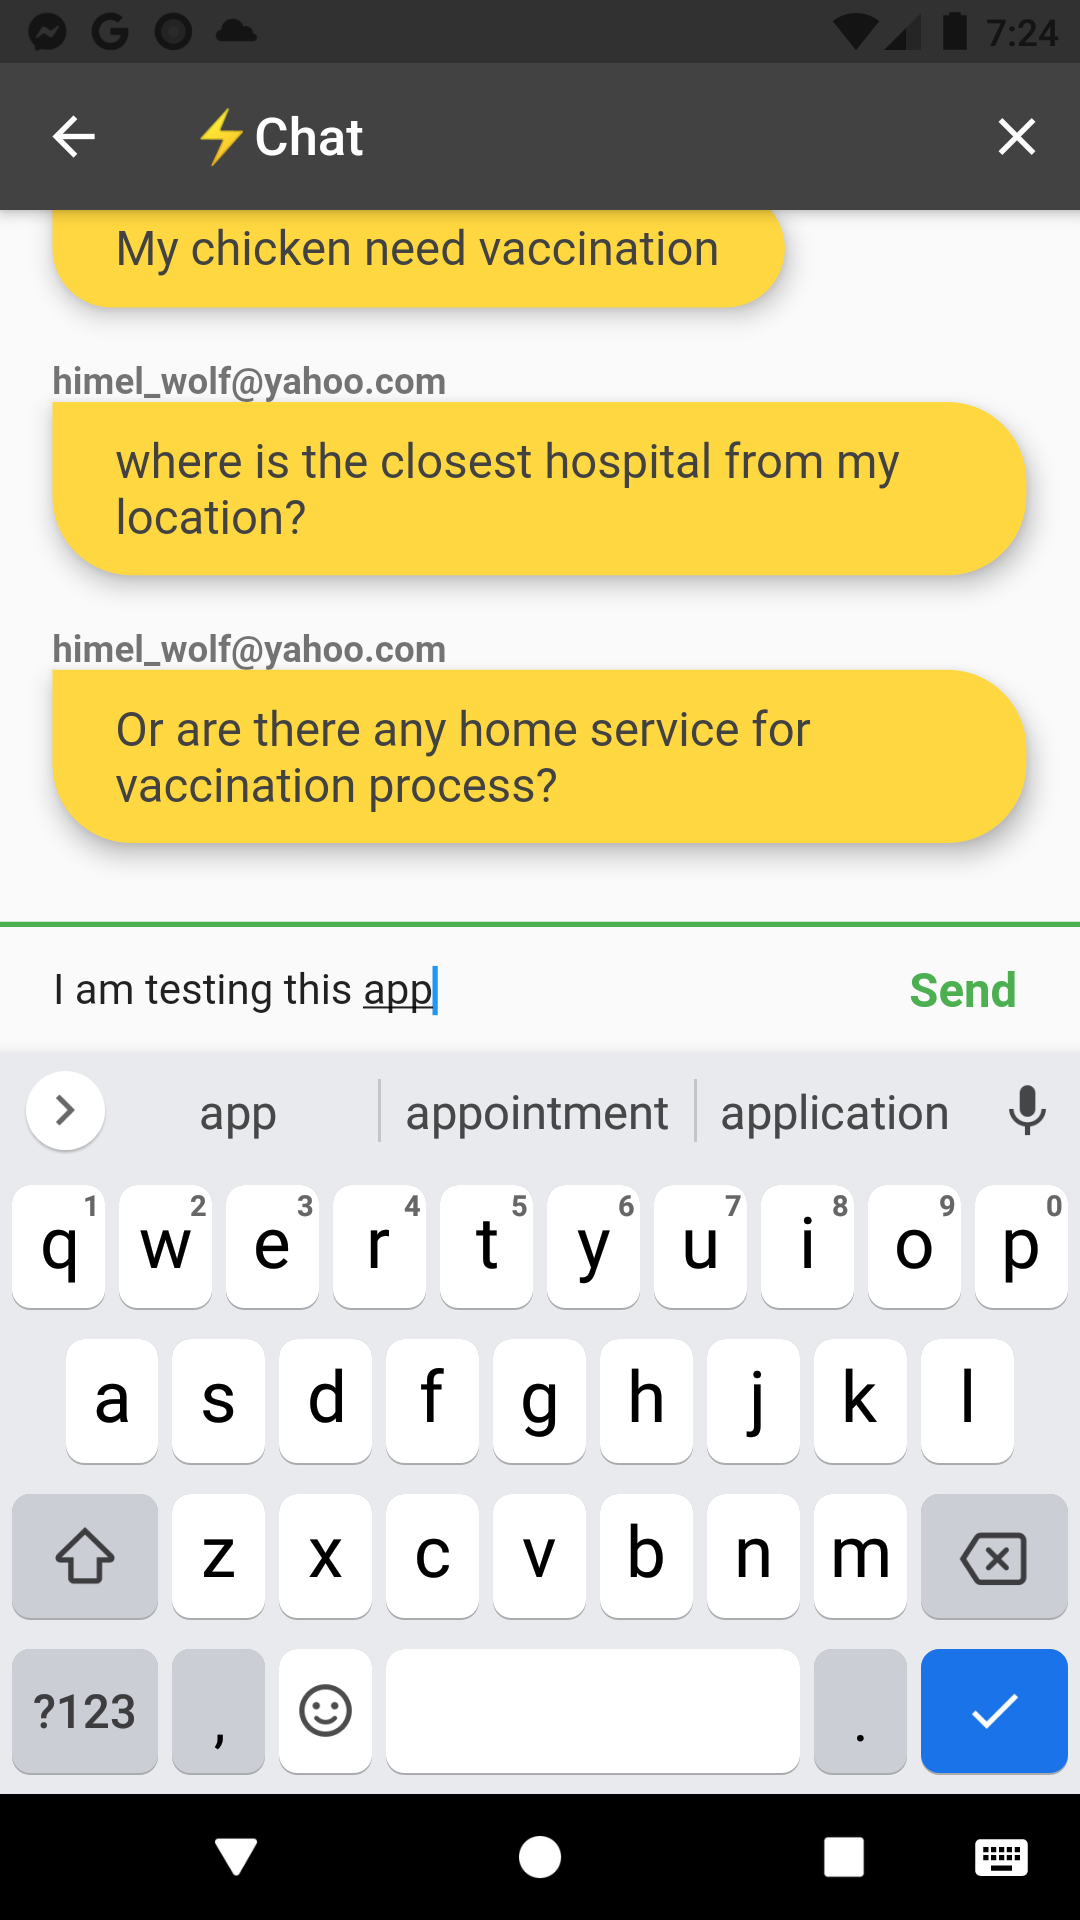 7:24
⚡Chat
My chicken need vaccination
himel_wolf@yahoo.com
where is the closest hospital from my
location?
himel_wolf@yahoo.com
Or are there any home service for
vaccination process?
I am testing this app
Send
app
appointment
application
q 1 w 2 e 3 r 4 t 5 y 6 u 7 i 8 o 9 p 0
a s d f g h j k l
z x c v b n m
?123 , .